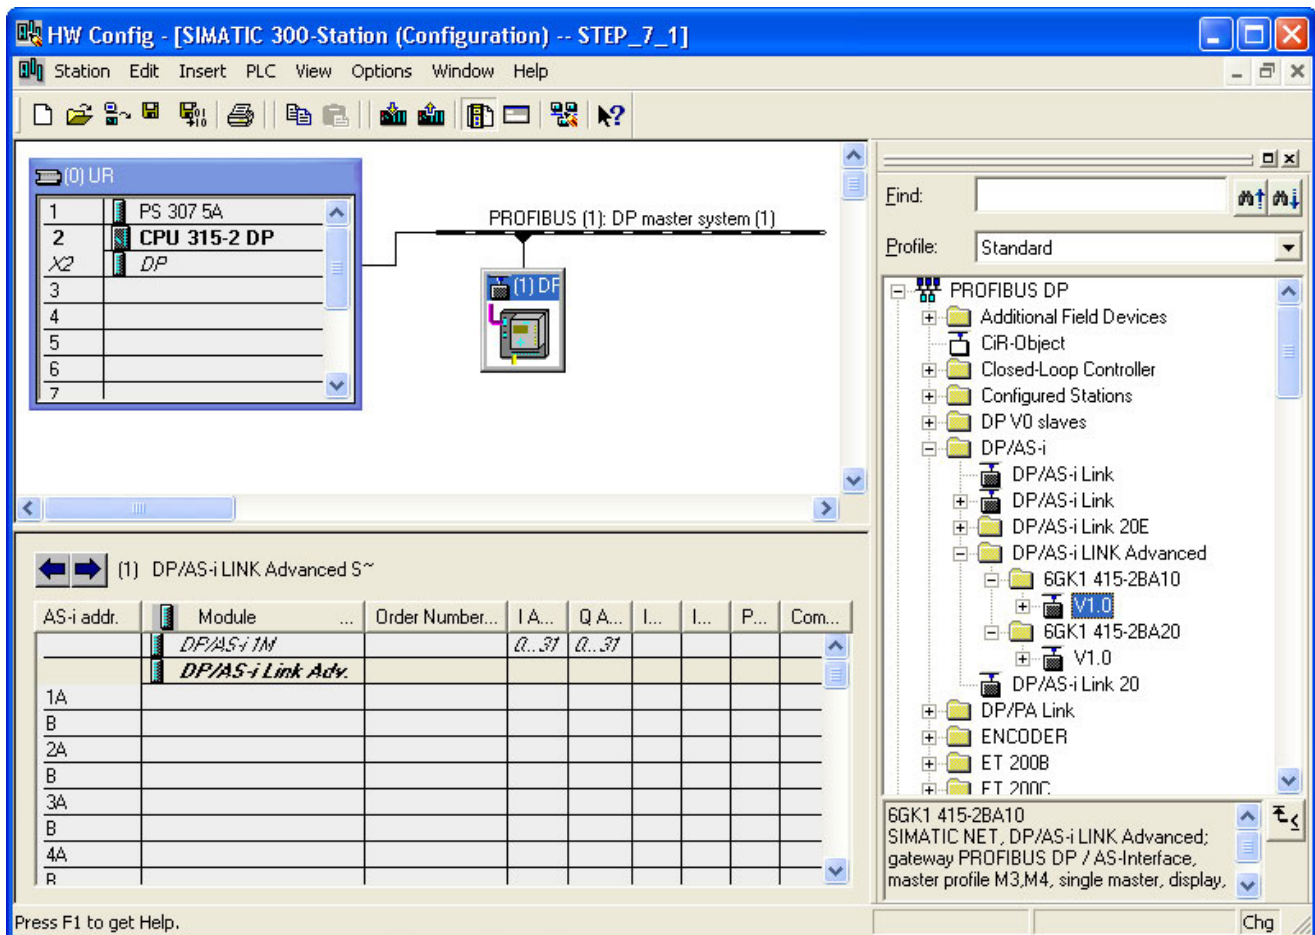 HW Config - [SIMATIC 300-Station (Configuration) -- STEP_7_1]
Station Edit Insert PLC View Options Window Help
(0) UR
1 PS 307 5A
2 CPU 315-2 DP
X2 DP
3
4
5
6
7
PROFIBUS (1): DP master system (1)
(1) DP
Find:
Profile: Standard
PROFIBUS DP
Additional Field Devices
CiR-Object
Closed-Loop Controller
Configured Stations
DP V0 slaves
DP/AS-i
DP/AS-i Link
DP/AS-i Link
DP/AS-i Link 20E
DP/AS-i LINK Advanced
6GK1 415-2BA10
V1.0
6GK1 415-2BA20
V1.0
DP/AS-i Link 20
DP/PA Link
ENCODER
ET 200B
ET 200C
6GK1 415-2BA10
SIMATIC NET, DP/AS-i LINK Advanced;
gateway PROFIBUS DP / AS-Interface,
master profile M3,M4, single master, display,
(1) DP/AS-i LINK Advanced S~
AS-i addr. Module ... Order Number... I A... Q A... I... I... P... Com...
DP/AS-i 1M 0...31 0...31
DP/AS-i Link Adv.
1A
B
2A
B
3A
B
4A
B
Press F1 to get Help.
Chg